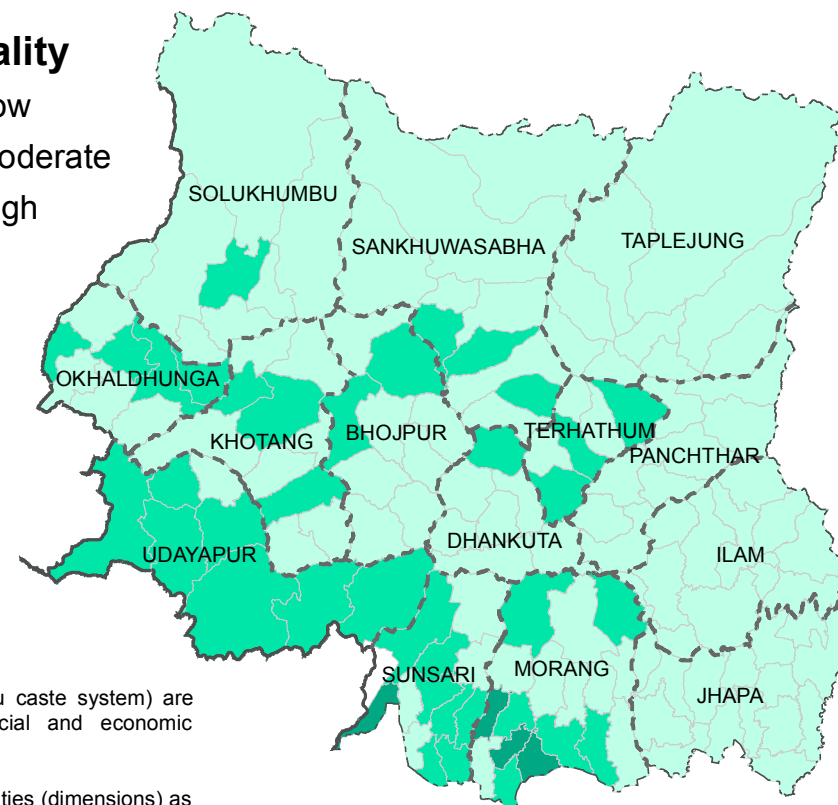 ality
ow
oderate
gh
SOLUKHUMBU
SANKHUWASABHA
TAPLEJUNG
OKHALDHUNGA
KHOTANG
BHOJPUR
TERHATHUM
PANCHTHAR
UDAYAPUR
DHANKUTA
ILAM
SUNSARI
MORANG
JHAPA
u caste system) are
cial and economic
ties (dimensions) as